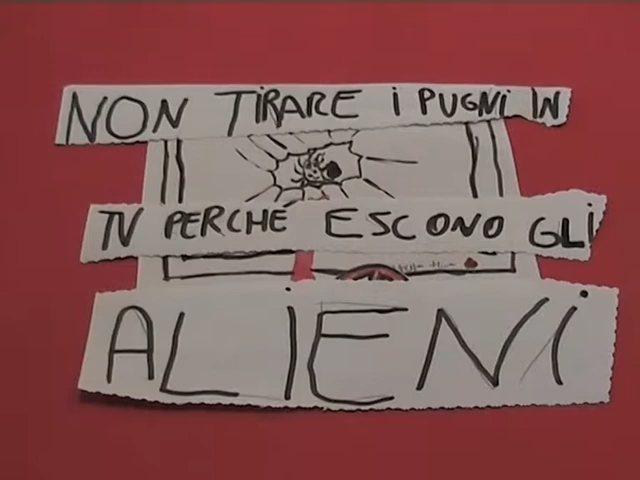 NON TIRARE i PUGNi IN
TV PERCHE ESCONO GLi
ALiENi